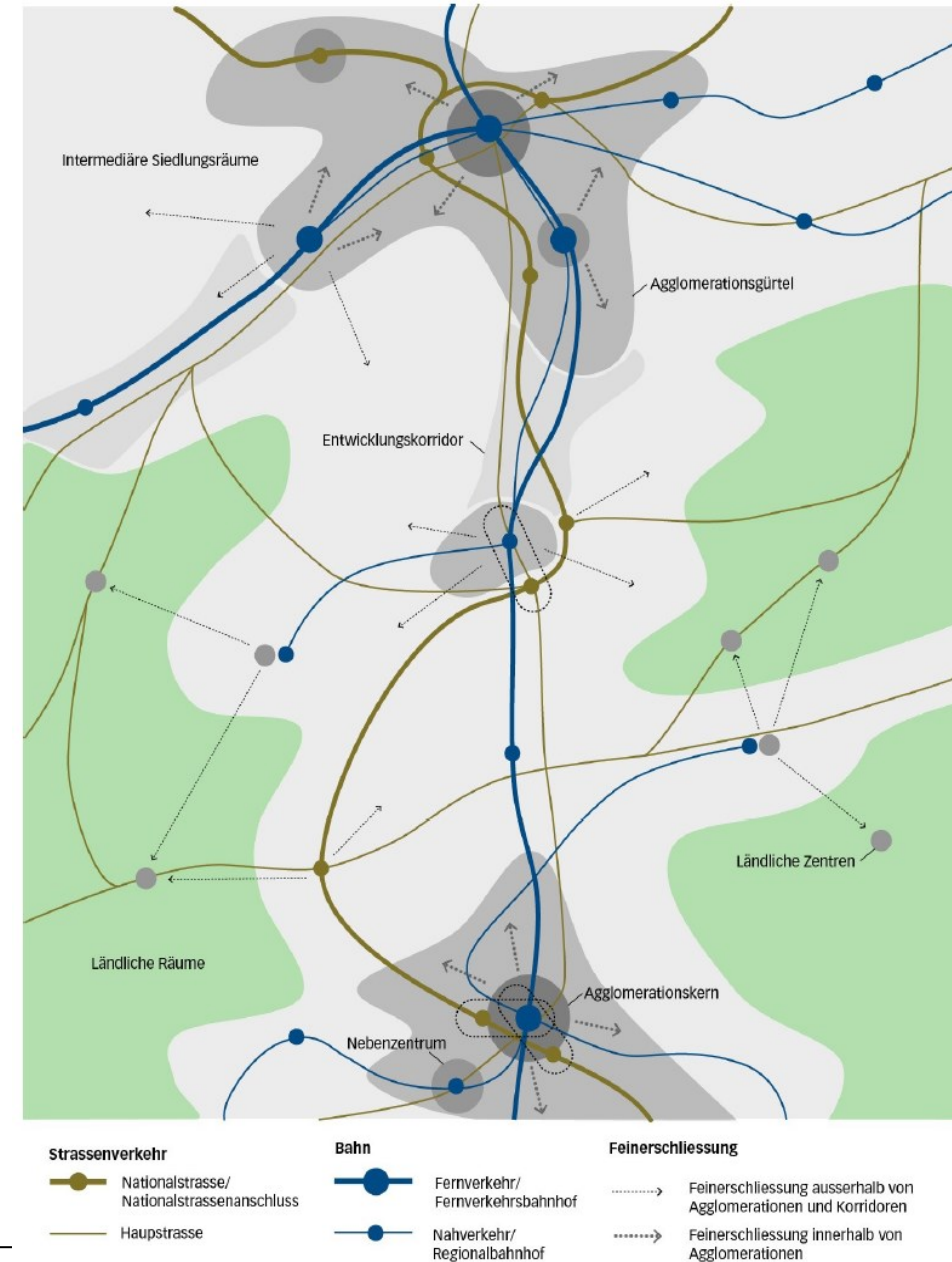 Intermediäre Siedlungsräume
Agglomerationsgürtel
Entwicklungskorridor
Ländliche Zentren
Ländliche Räume
Agglomerationskern
Nebenzentrum
Strassenverkehr
Nationalstrasse/
Nationalstrassenanschluss
Haupstrasse
Bahn
Fernverkehr/
Fernverkehrsbahnhof
Nahverkehr/
Regionalbahnhof
Feinerschliessung
Feinerschliessung ausserhalb von
Agglomerationen und Korridoren
Feinerschliessung innerhalb von
Agglomerationen